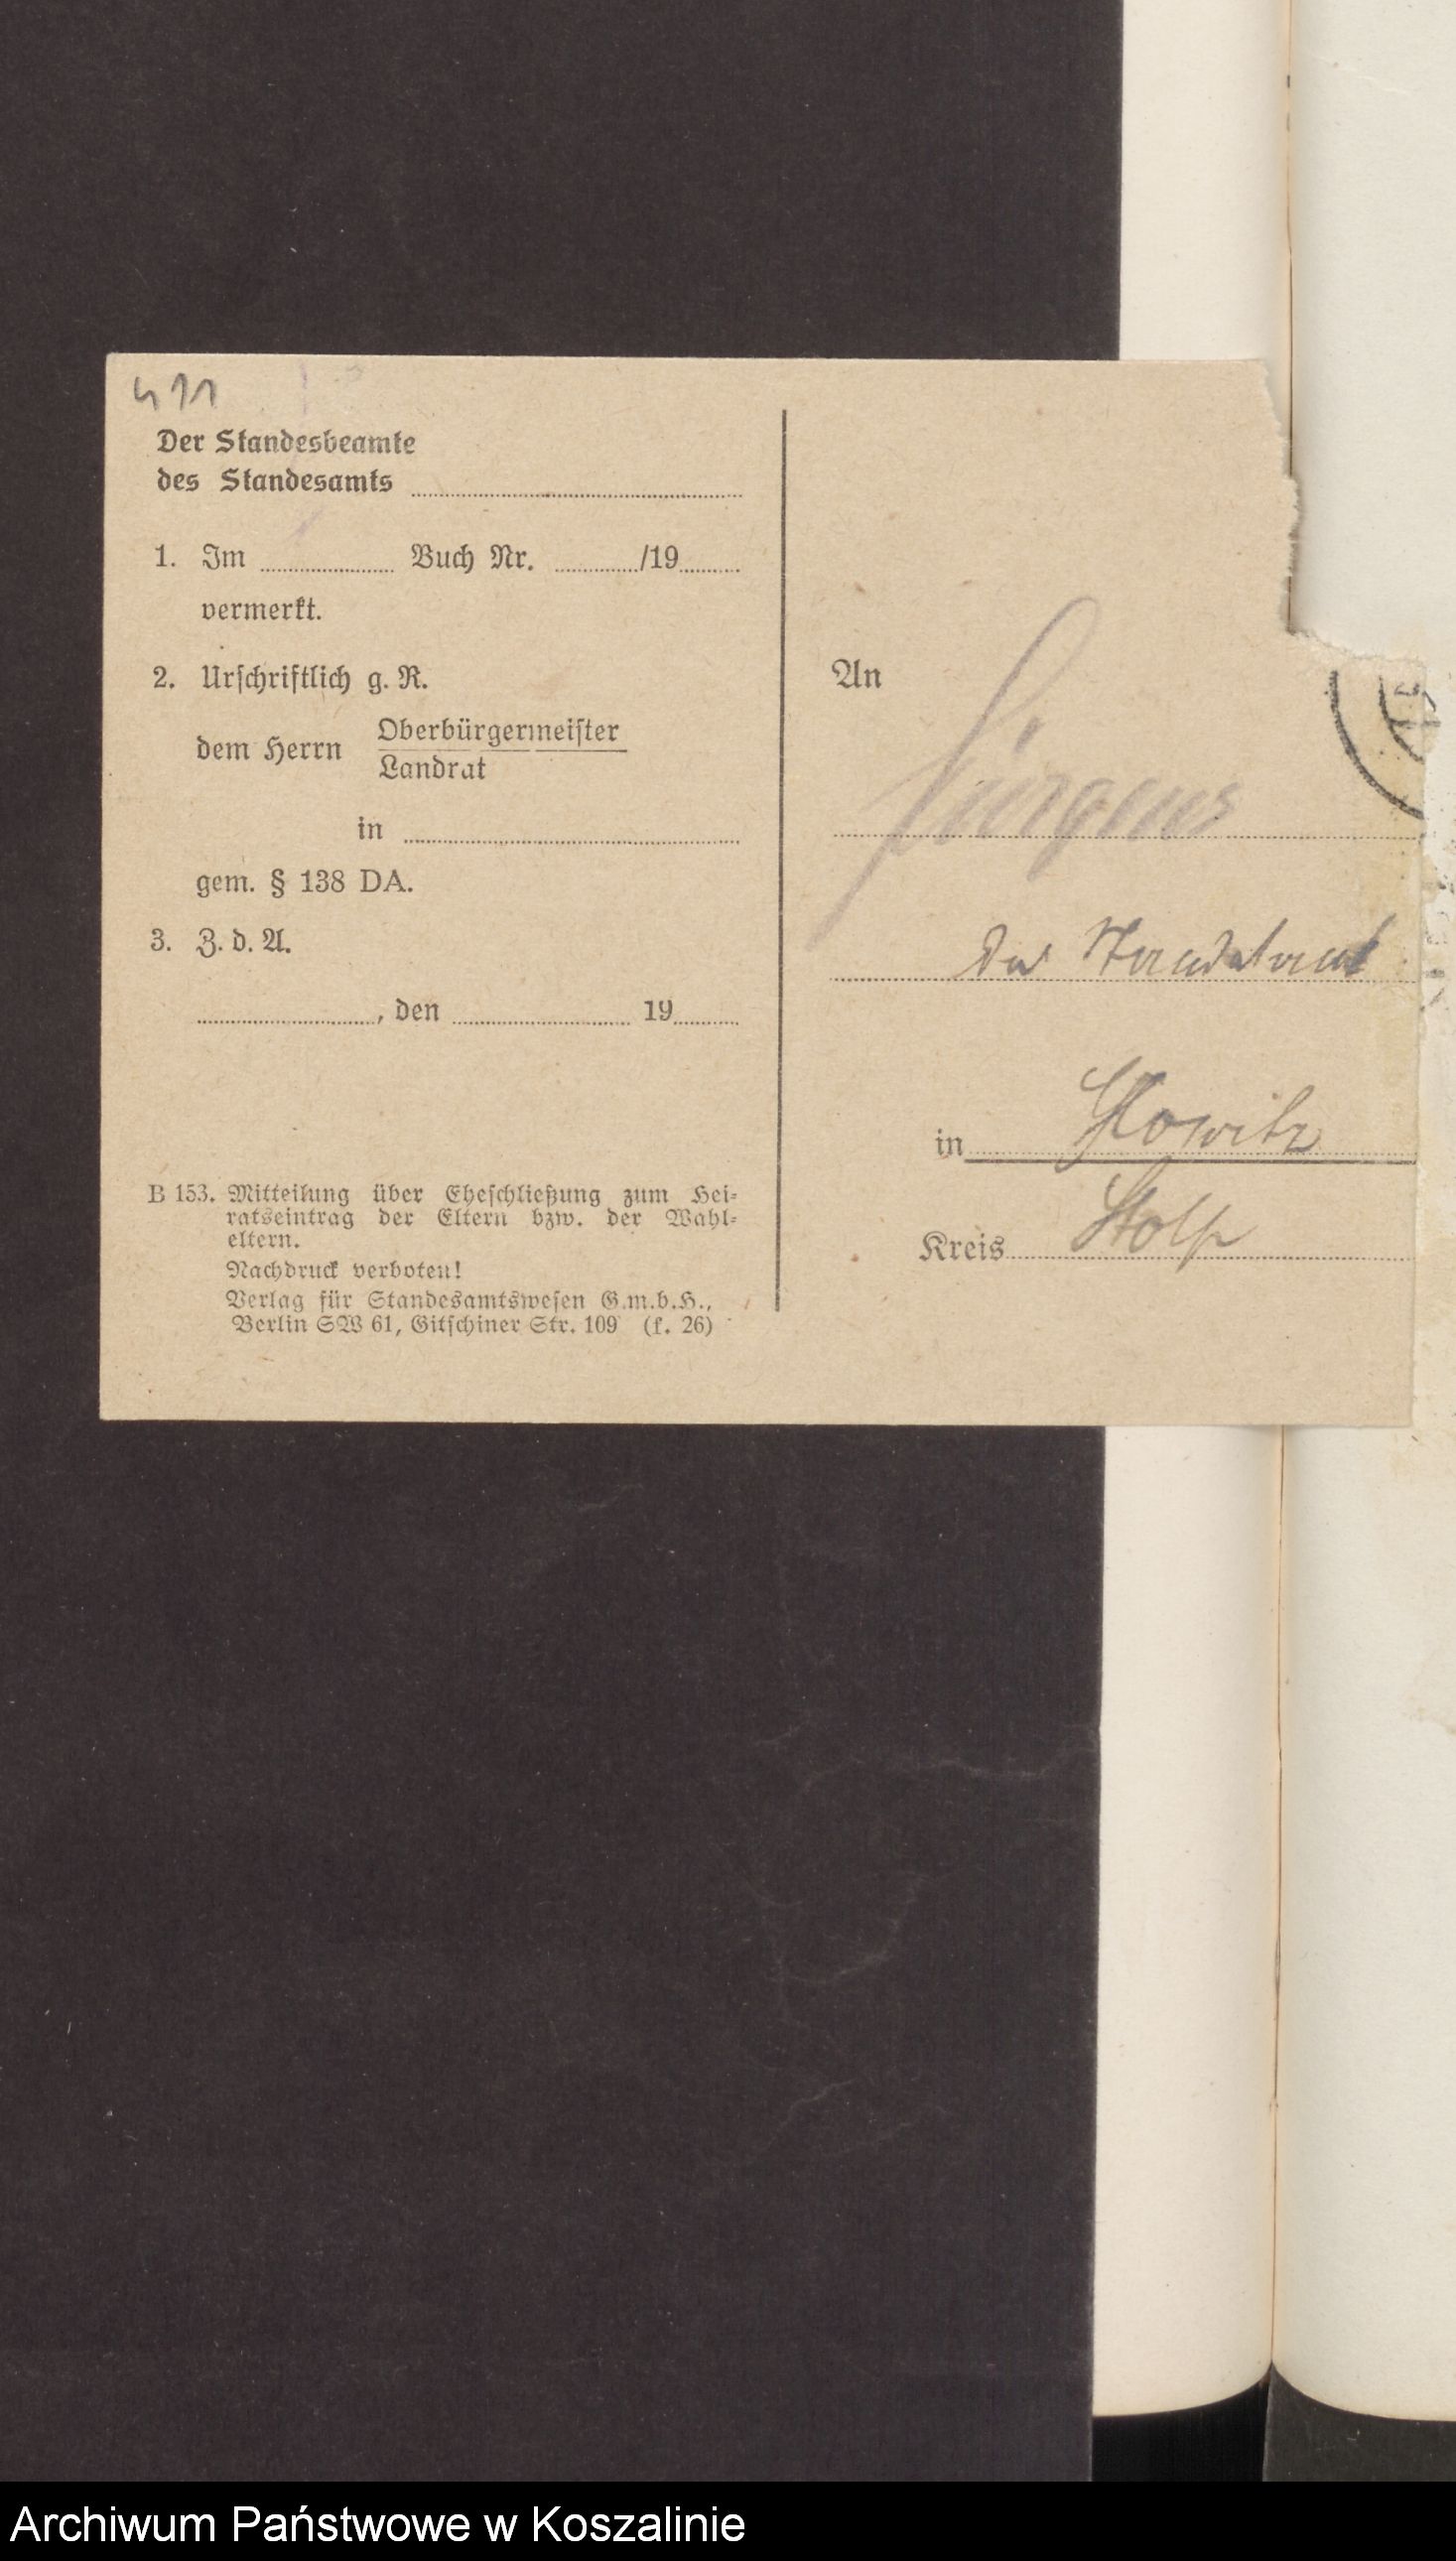 411
Der Standesbeamte
des Standesamts
1. Im Buch Nr. /19
vermerkt.
2. Urschriftlich g. R.
dem Herrn Oberbürgermeister
Landrat
in
gem. § 138 DA.
3. Z. d. A.
, den 19
B 153. Mitteilung über Eheschließung zum Hei-
ratseintrag der Eltern bzw. der Wahl-
eltern.
Nachdruck verboten!
Verlag für Standesamtswesen G.m.b.H.,
Berlin SW 61, Gitschiner Str. 109 (f. 26)
An
Standesamt
in Glowitz
Kreis Stolp
Archiwum Państwowe w Koszalinie